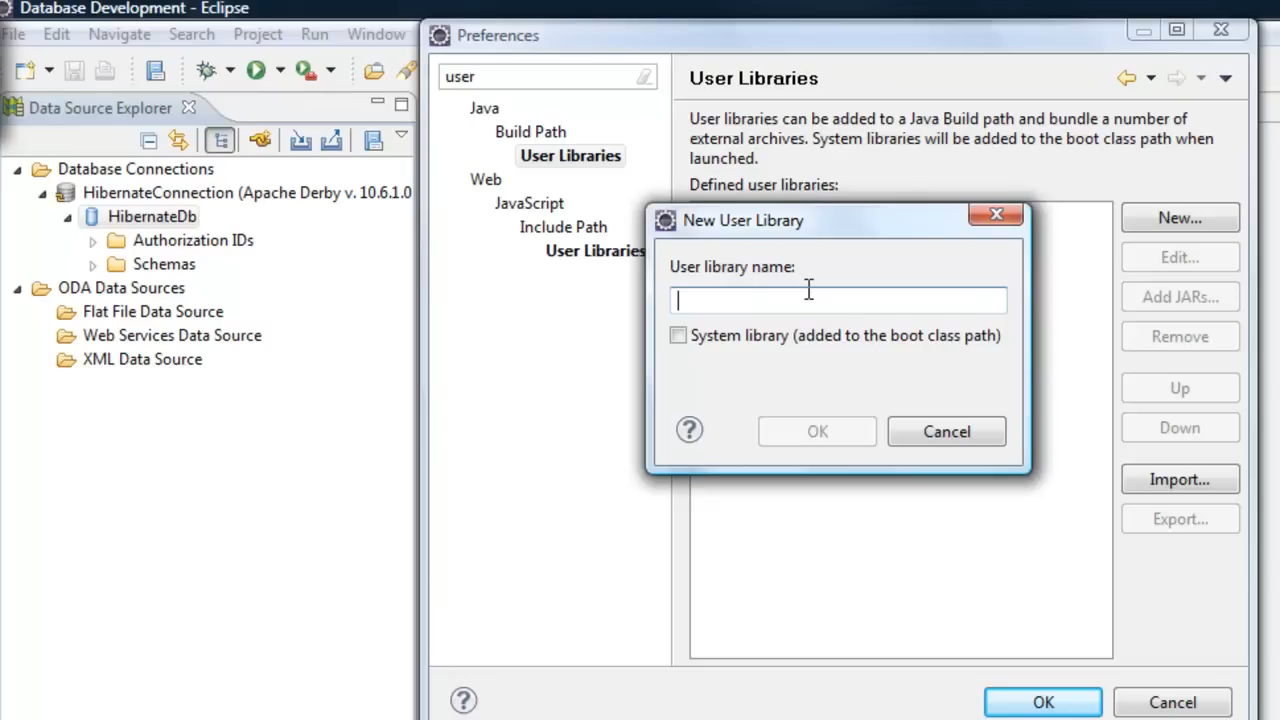 Database Development - Eclipse
File Edit Navigate Search Project Run Window
Data Source Explorer
Database Connections
HibernateConnection (Apache Derby v. 10.6.1.0
HibernateDb
Authorization IDs
Schemas
ODA Data Sources
Flat File Data Source
Web Services Data Source
XML Data Source
Preferences
user
Java
Build Path
User Libraries
Web
JavaScript
Include Path
User Libraries
User Libraries
User libraries can be added to a Java Build path and bundle a number of
external archives. System libraries will be added to the boot class path when
launched.
Defined user libraries:
New...
Edit...
Add JARs...
Remove
Up
Down
Import...
Export...
New User Library
User library name:
System library (added to the boot class path)
?
OK
Cancel
?
OK
Cancel